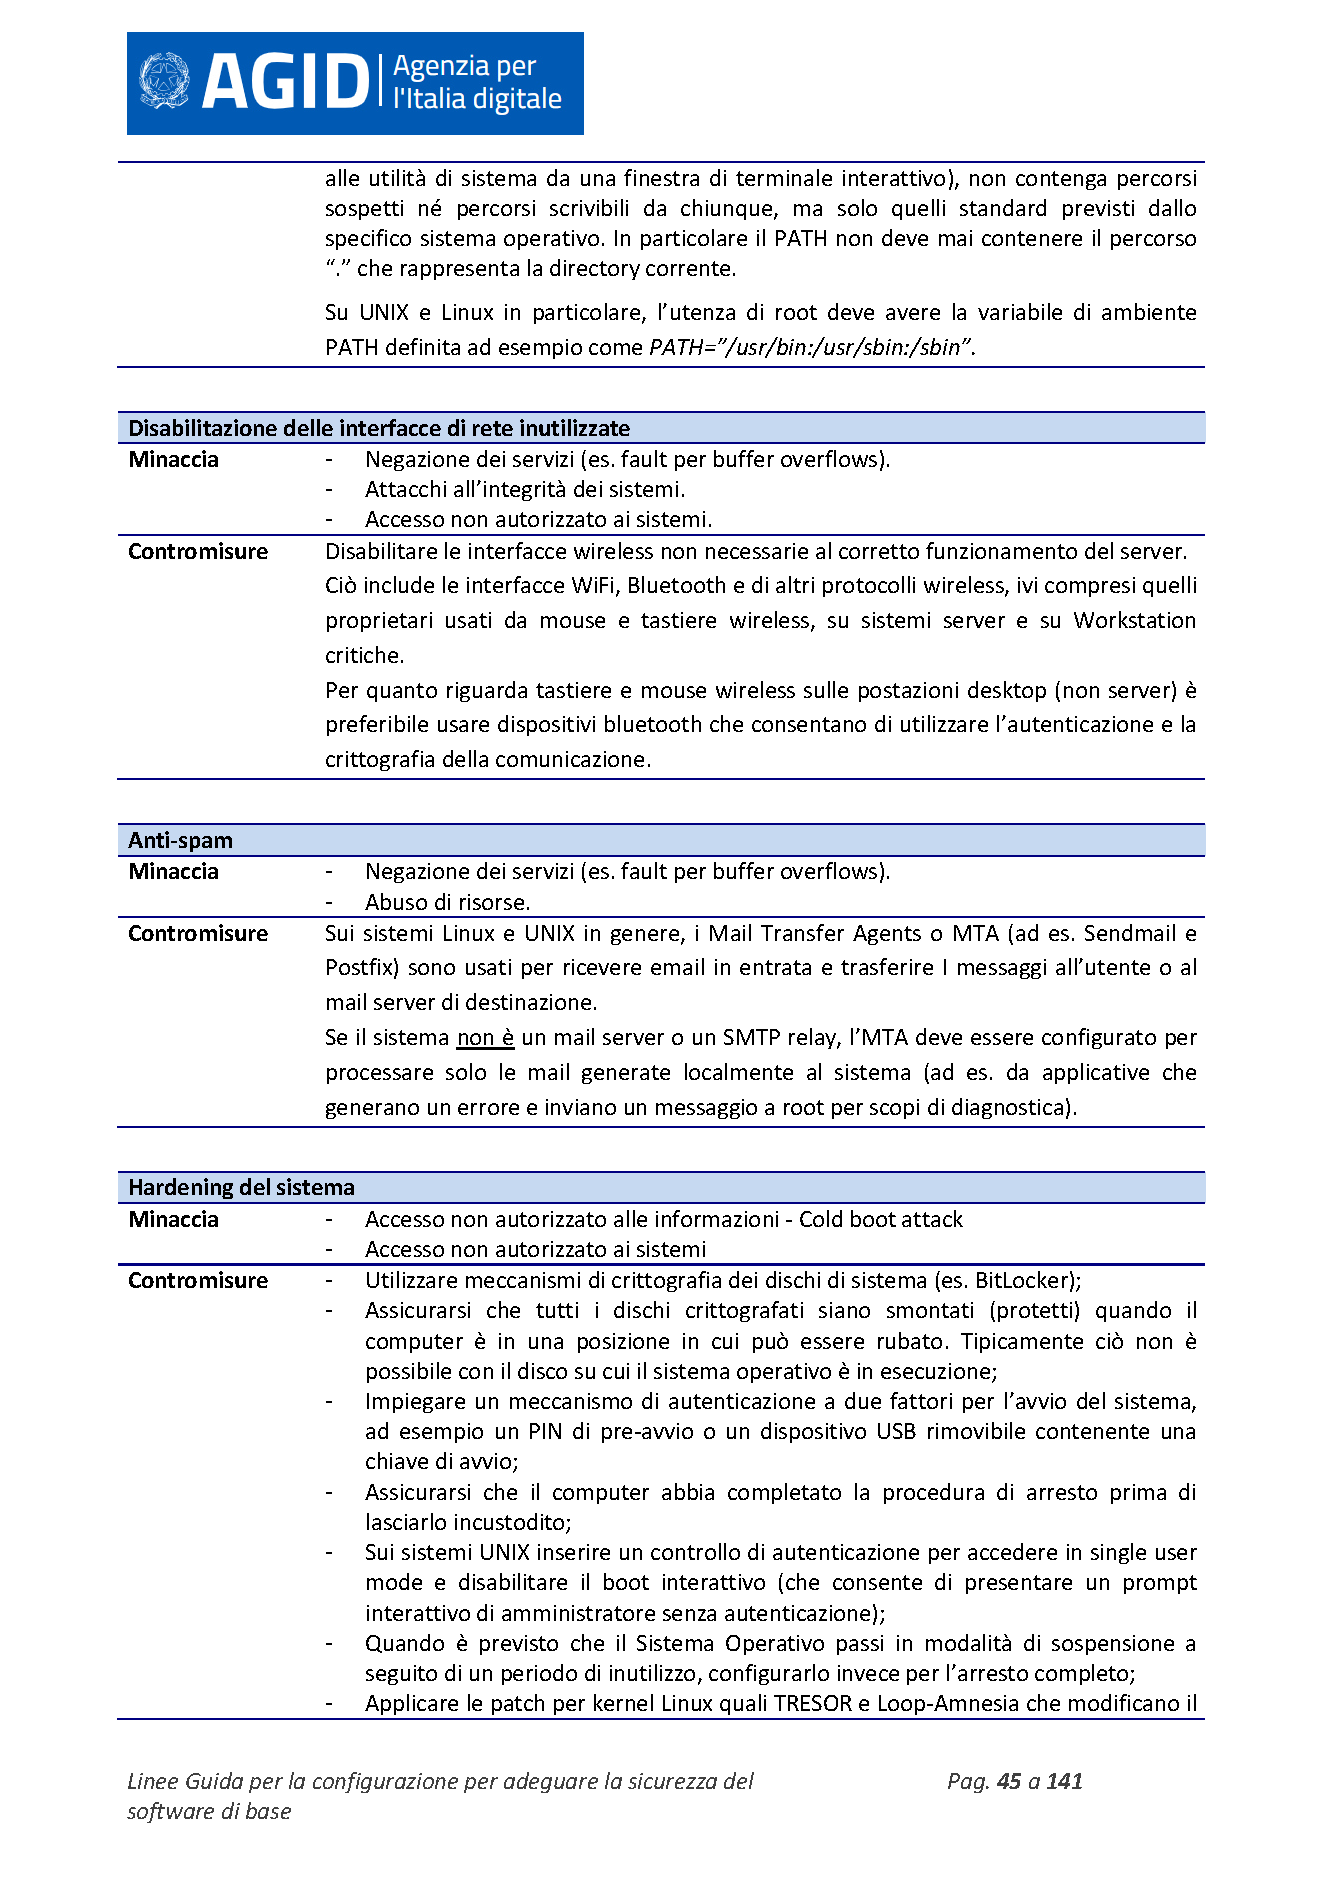 AGID Agenzia per
l'Italia digitale
alle utilità di sistema da una finestra di terminale interattivo), non contenga percorsi
sospetti né percorsi scrivibili da chiunque, ma solo quelli standard previsti dallo
specifico sistema operativo. In particolare il PATH non deve mai contenere il percorso
“.” che rappresenta la directory corrente.
Su UNIX e Linux in particolare, l’utenza di root deve avere la variabile di ambiente
PATH definita ad esempio come PATH=”/usr/bin:/usr/sbin:/sbin”.
Disabilitazione delle interfacce di rete inutilizzate
Minaccia - Negazione dei servizi (es. fault per buffer overflows).
- Attacchi all’integrità dei sistemi.
- Accesso non autorizzato ai sistemi.
Contromisure Disabilitare le interfacce wireless non necessarie al corretto funzionamento del server.
Ciò include le interfacce WiFi, Bluetooth e di altri protocolli wireless, ivi compresi quelli
proprietari usati da mouse e tastiere wireless, su sistemi server e su Workstation
critiche.
Per quanto riguarda tastiere e mouse wireless sulle postazioni desktop (non server) è
preferibile usare dispositivi bluetooth che consentano di utilizzare l’autenticazione e la
crittografia della comunicazione.
Anti-spam
Minaccia - Negazione dei servizi (es. fault per buffer overflows).
- Abuso di risorse.
Contromisure Sui sistemi Linux e UNIX in genere, i Mail Transfer Agents o MTA (ad es. Sendmail e
Postfix) sono usati per ricevere email in entrata e trasferire I messaggi all’utente o al
mail server di destinazione.
Se il sistema non è un mail server o un SMTP relay, l’MTA deve essere configurato per
processare solo le mail generate localmente al sistema (ad es. da applicative che
generano un errore e inviano un messaggio a root per scopi di diagnostica).
Hardening del sistema
Minaccia - Accesso non autorizzato alle informazioni - Cold boot attack
- Accesso non autorizzato ai sistemi
Contromisure - Utilizzare meccanismi di crittografia dei dischi di sistema (es. BitLocker);
- Assicurarsi che tutti i dischi crittografati siano smontati (protetti) quando il
computer è in una posizione in cui può essere rubato. Tipicamente ciò non è
possibile con il disco su cui il sistema operativo è in esecuzione;
- Impiegare un meccanismo di autenticazione a due fattori per l’avvio del sistema,
ad esempio un PIN di pre-avvio o un dispositivo USB rimovibile contenente una
chiave di avvio;
- Assicurarsi che il computer abbia completato la procedura di arresto prima di
lasciarlo incustodito;
- Sui sistemi UNIX inserire un controllo di autenticazione per accedere in single user
mode e disabilitare il boot interattivo (che consente di presentare un prompt
interattivo di amministratore senza autenticazione);
- Quando è previsto che il Sistema Operativo passi in modalità di sospensione a
seguito di un periodo di inutilizzo, configurarlo invece per l’arresto completo;
- Applicare le patch per kernel Linux quali TRESOR e Loop-Amnesia che modificano il
Linee Guida per la configurazione per adeguare la sicurezza del Pag. 45 a 141
software di base